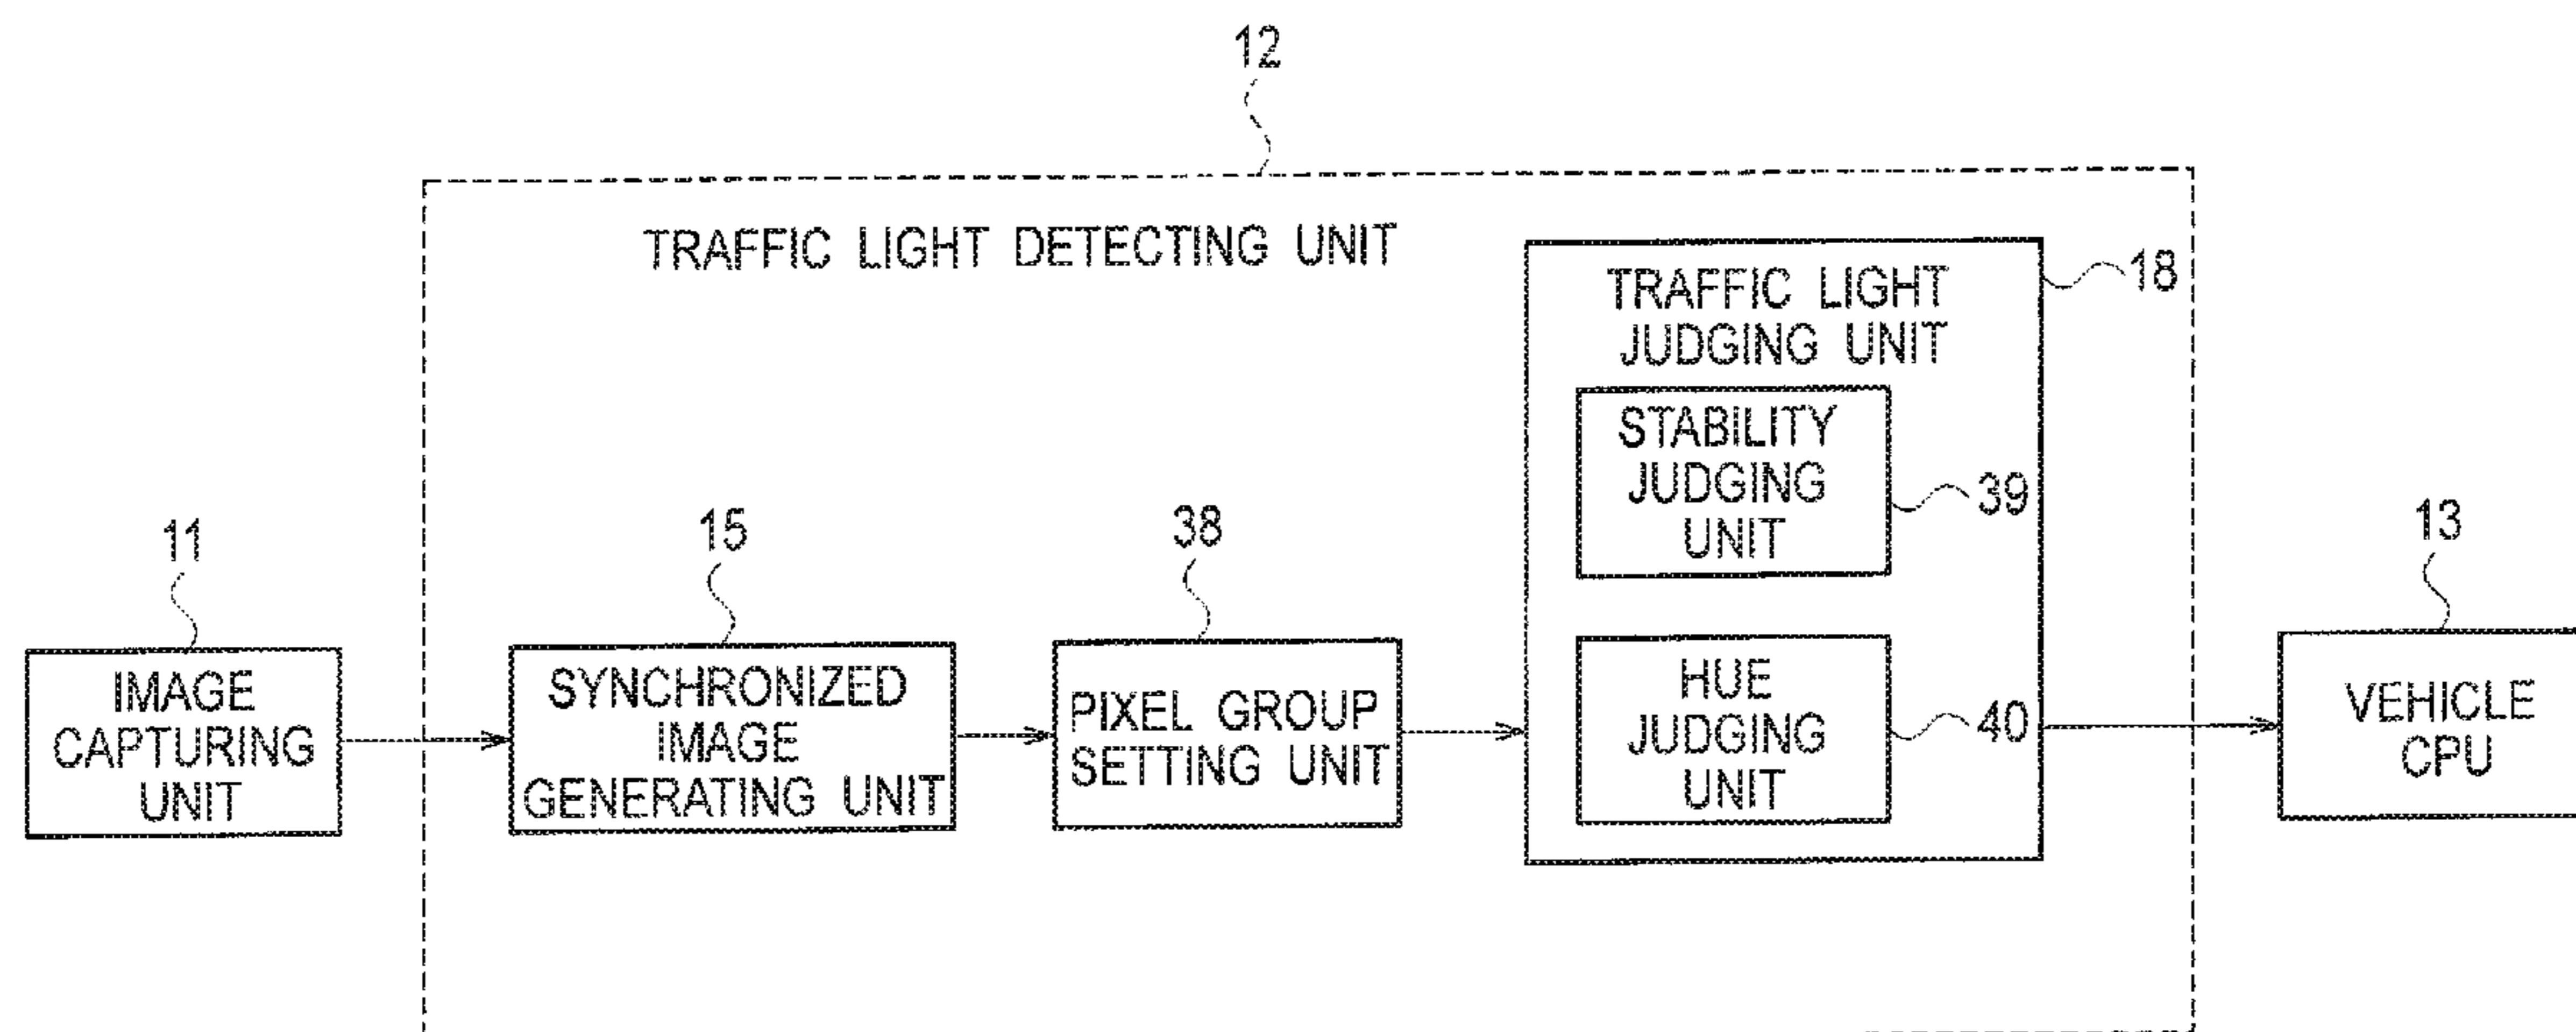 12
TRAFFIC LIGHT DETECTING UNIT
TRAFFIC LIGHT
JUDGING UNIT
18
STABILITY
JUDGING
UNIT
39
HUE
JUDGING
UNIT
40
11
IMAGE
CAPTURING
UNIT
15
SYNCHRONIZED
IMAGE
GENERATING UNIT
38
PIXEL GROUP
SETTING UNIT
13
VEHICLE
CPU